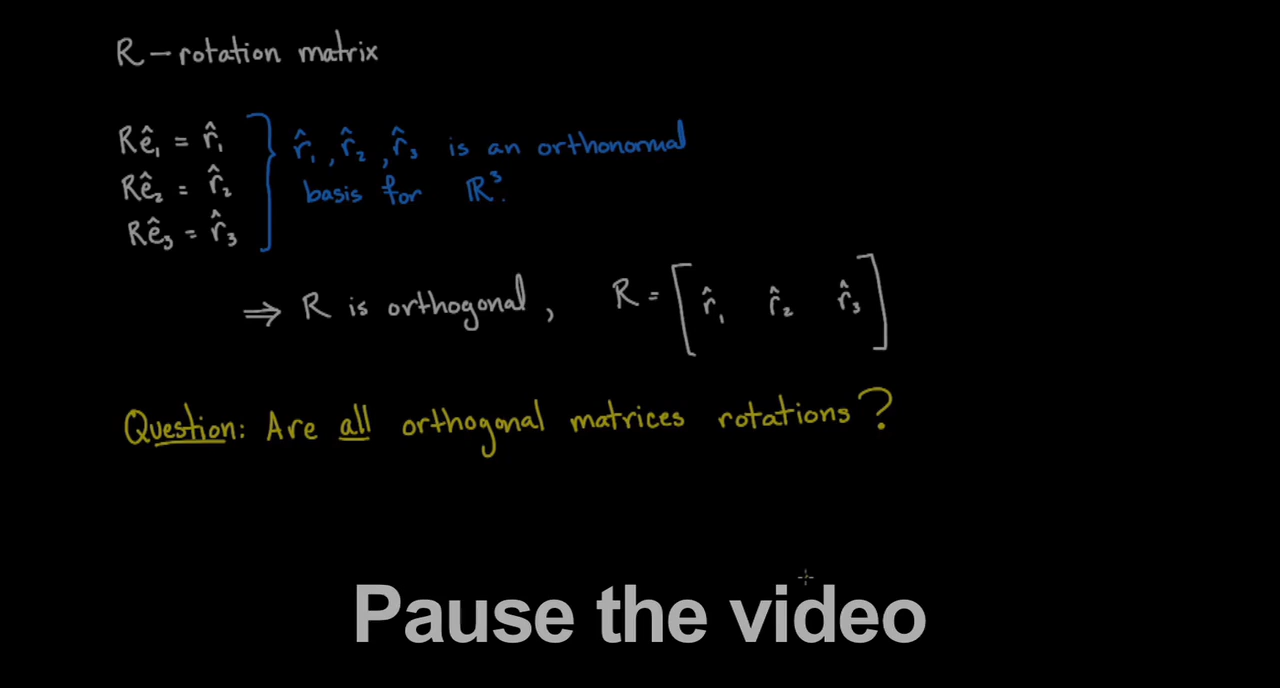 R – rotation matrix
Rê₁ = r̂₁
Rê₂ = r̂₂
Rê₃ = r̂₃
r̂₁, r̂₂, r̂₃ is an orthonormal
basis for ℝ³.
⇒ R is orthogonal, R = [r̂₁ r̂₂ r̂₃]
Question: Are all orthogonal matrices rotations?
Pause the video